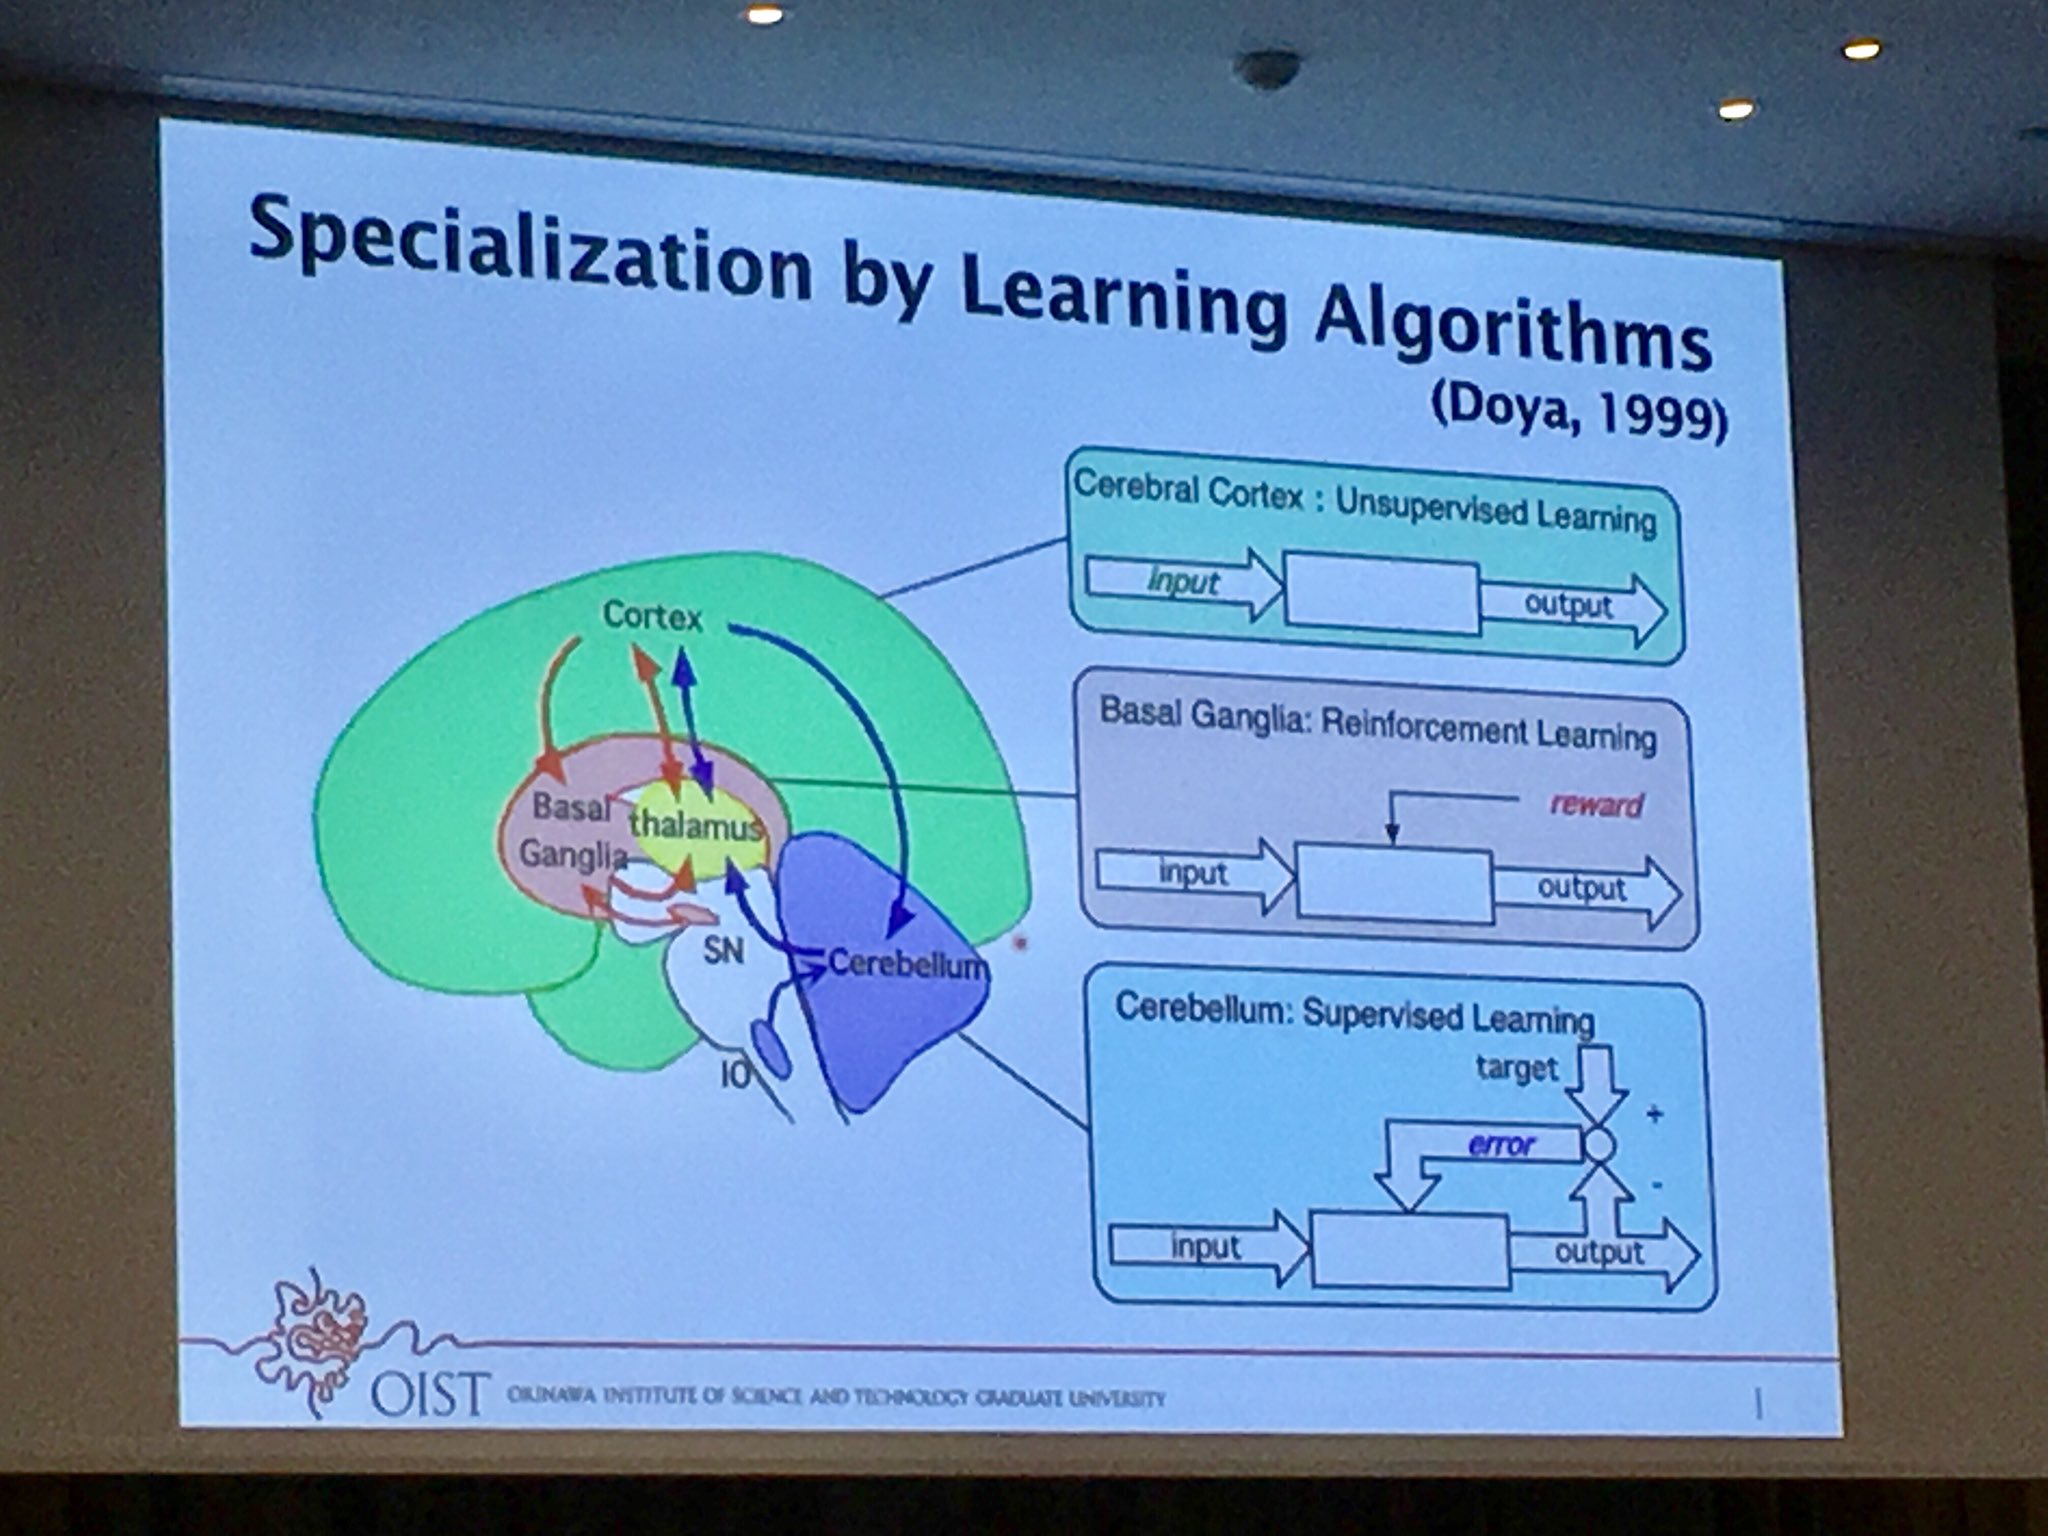 Specialization by Learning Algorithms
(Doya, 1999)
Cortex
Basal
Ganglia
thalamus
SN
Cerebellum
IO
Cerebral Cortex : Unsupervised Learning
input
output
Basal Ganglia: Reinforcement Learning
reward
input
output
Cerebellum: Supervised Learning
target
+
error
-
input
output
OIST OKINAWA INSTITUTE OF SCIENCE AND TECHNOLOGY GRADUATE UNIVERSITY